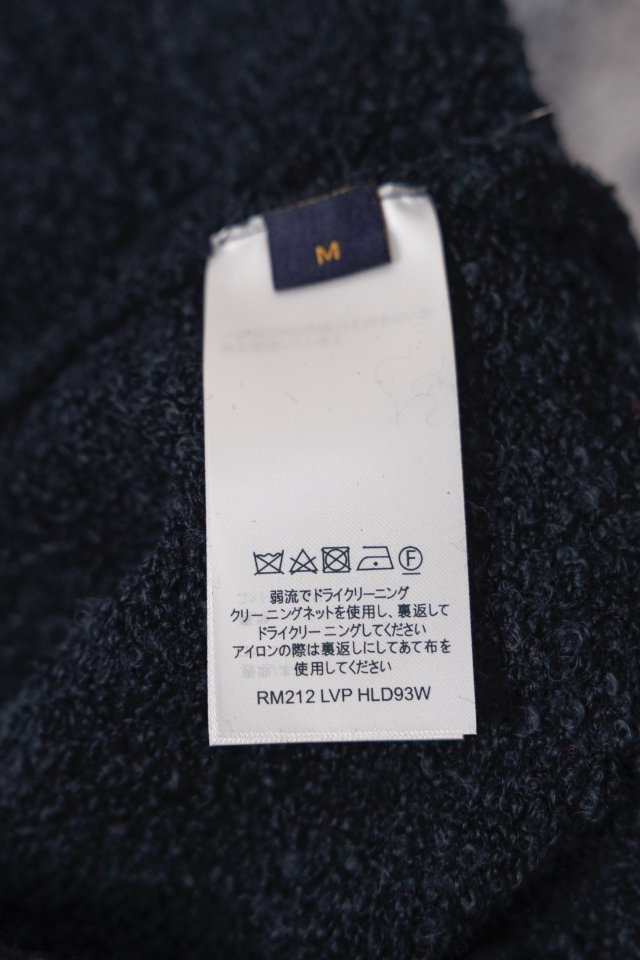 M
F
弱流でドライクリーニング
クリーニングネットを使用し、裏返して
ドライクリーニングしてください
アイロンの際は裏返しにしてあて布を
使用してください
RM212 LVP HLD93W